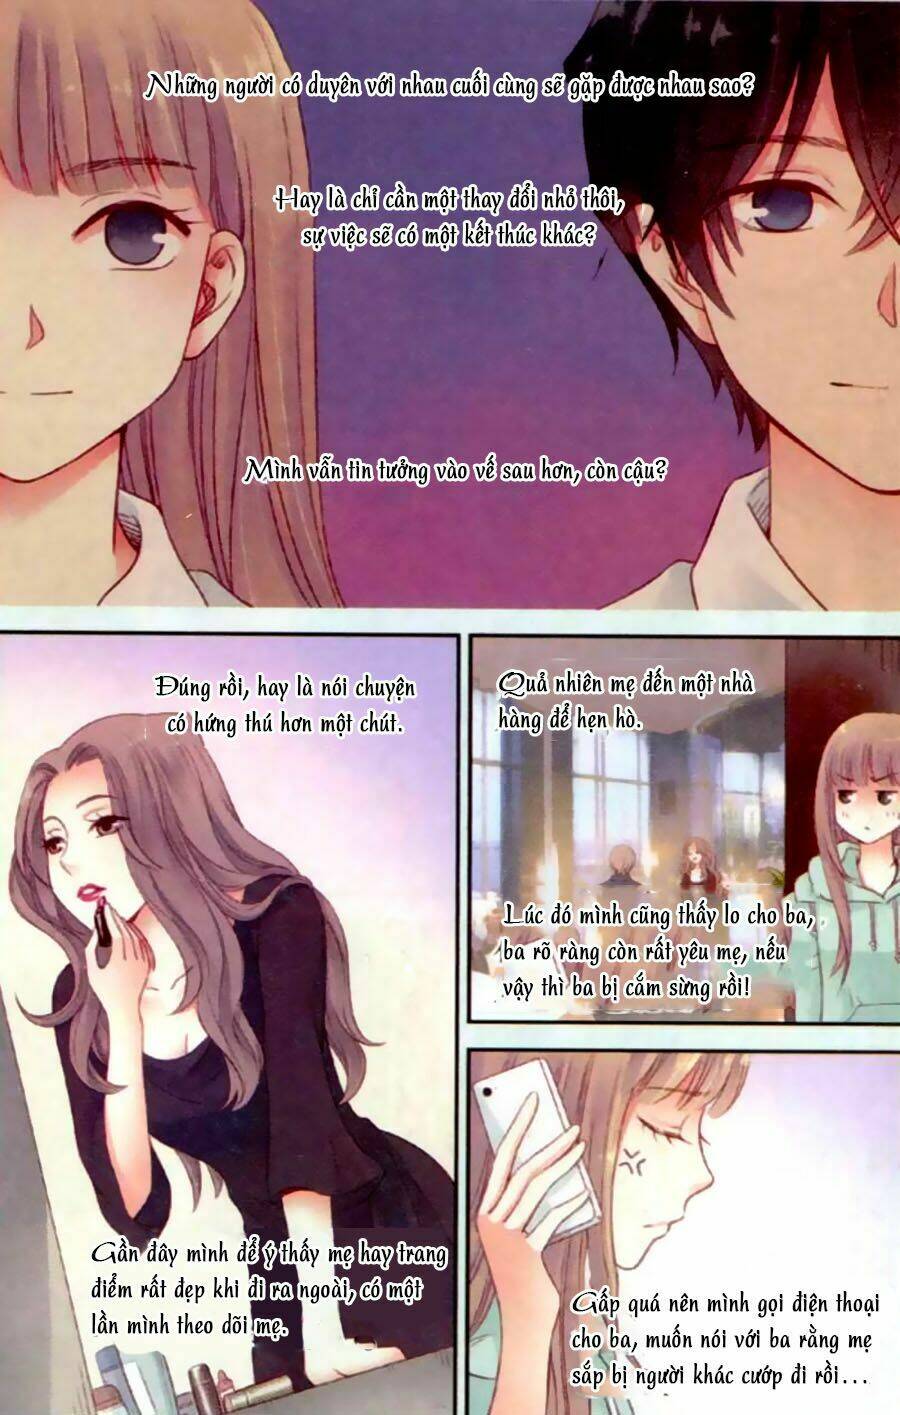 Những người có duyên với nhau cuối cùng sẽ gặp được nhau sao?
Hay là chỉ cần một thay đổi nhỏ thôi,
sự việc sẽ có một kết thúc khác?
Mình vẫn tin tưởng vào vế sau hơn, còn cậu?
Đúng rồi, hay là nói chuyện
có hứng thú hơn một chút.
Gần đây mình để ý thấy mẹ hay trang
điểm rất đẹp khi đi ra ngoài, có một
lần mình theo dõi mẹ.
Quả nhiên mẹ đến một nhà
hàng để hẹn hò.
Lúc đó mình cũng thấy lo cho ba,
ba rõ ràng còn rất yêu mẹ, nếu
vậy thì ba bị cắm sừng rồi!
Gấp quá nên mình gọi điện thoại
cho ba, muốn nói với ba rằng mẹ
sắp bị người khác cướp đi rồi...